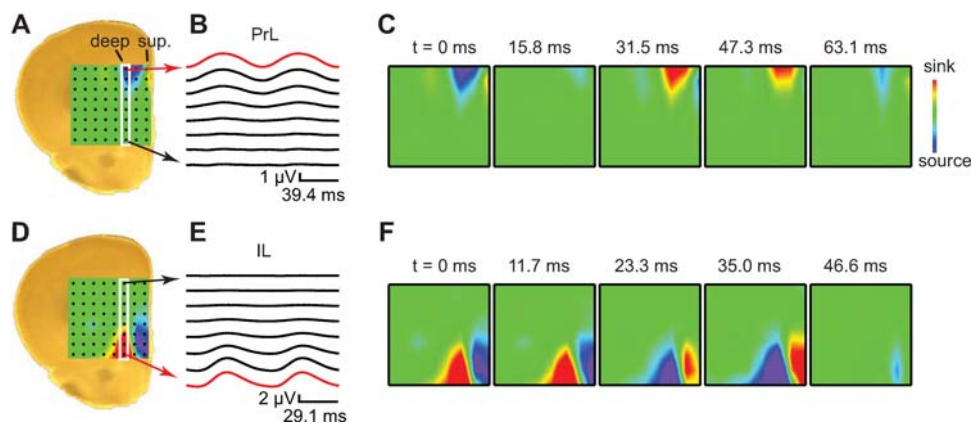 A
deep
sup.
B
PrL
1 µV
39.4 ms
C
t = 0 ms
15.8 ms
31.5 ms
47.3 ms
63.1 ms
sink
source
D
E
IL
2 µV
29.1 ms
F
t = 0 ms
11.7 ms
23.3 ms
35.0 ms
46.6 ms